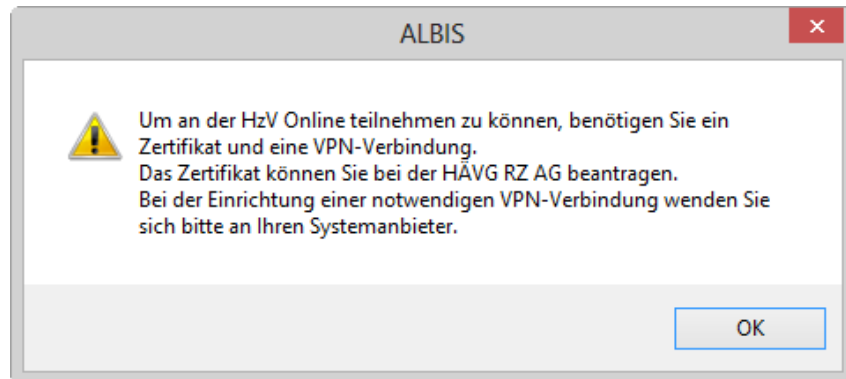 ALBIS
Um an der HzV Online teilnehmen zu können, benötigen Sie ein
Zertifikat und eine VPN-Verbindung.
Das Zertifikat können Sie bei der HÄVG RZ AG beantragen.
Bei der Einrichtung einer notwendigen VPN-Verbindung wenden Sie
sich bitte an Ihren Systemanbieter.
OK